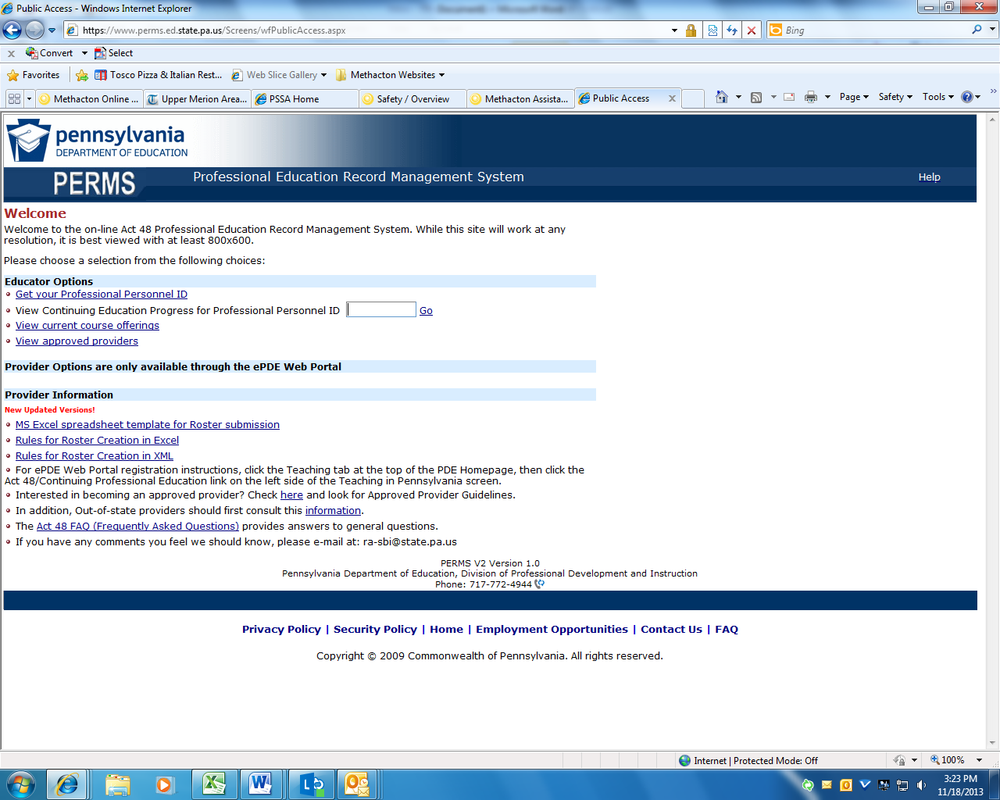 Public Access - Windows Internet Explorer
https://www.perms.ed.state.pa.us/Screens/wfPublicAccess.aspx
Bing
x Convert Select
Favorites Tosco Pizza & Italian Rest... Web Slice Gallery Methacton Websites
Methacton Online ... Upper Merion Area... PSSA Home Safety / Overview Methacton Assista... Public Access Page Safety Tools
pennsylvania
DEPARTMENT OF EDUCATION
PERMS Professional Education Record Management System Help
Welcome
Welcome to the on-line Act 48 Professional Education Record Management System. While this site will work at any
resolution, it is best viewed with at least 800x600.
Please choose a selection from the following choices:
Educator Options
Get your Professional Personnel ID
View Continuing Education Progress for Professional Personnel ID Go
View current course offerings
View approved providers
Provider Options are only available through the ePDE Web Portal
Provider Information
New Updated Versions!
MS Excel spreadsheet template for Roster submission
Rules for Roster Creation in Excel
Rules for Roster Creation in XML
For ePDE Web Portal registration instructions, click the Teaching tab at the top of the PDE Homepage, then click the
Act 48/Continuing Professional Education link on the left side of the Teaching in Pennsylvania screen.
Interested in becoming an approved provider? Check here and look for Approved Provider Guidelines.
In addition, Out-of-state providers should first consult this information.
The Act 48 FAQ (Frequently Asked Questions) provides answers to general questions.
If you have any comments you feel we should know, please e-mail at: ra-sbi@state.pa.us
PERMS V2 Version 1.0
Pennsylvania Department of Education, Division of Professional Development and Instruction
Phone: 717-772-4944
Privacy Policy | Security Policy | Home | Employment Opportunities | Contact Us | FAQ
Copyright © 2009 Commonwealth of Pennsylvania. All rights reserved.
Internet | Protected Mode: Off 100%
3:23 PM
11/18/2013